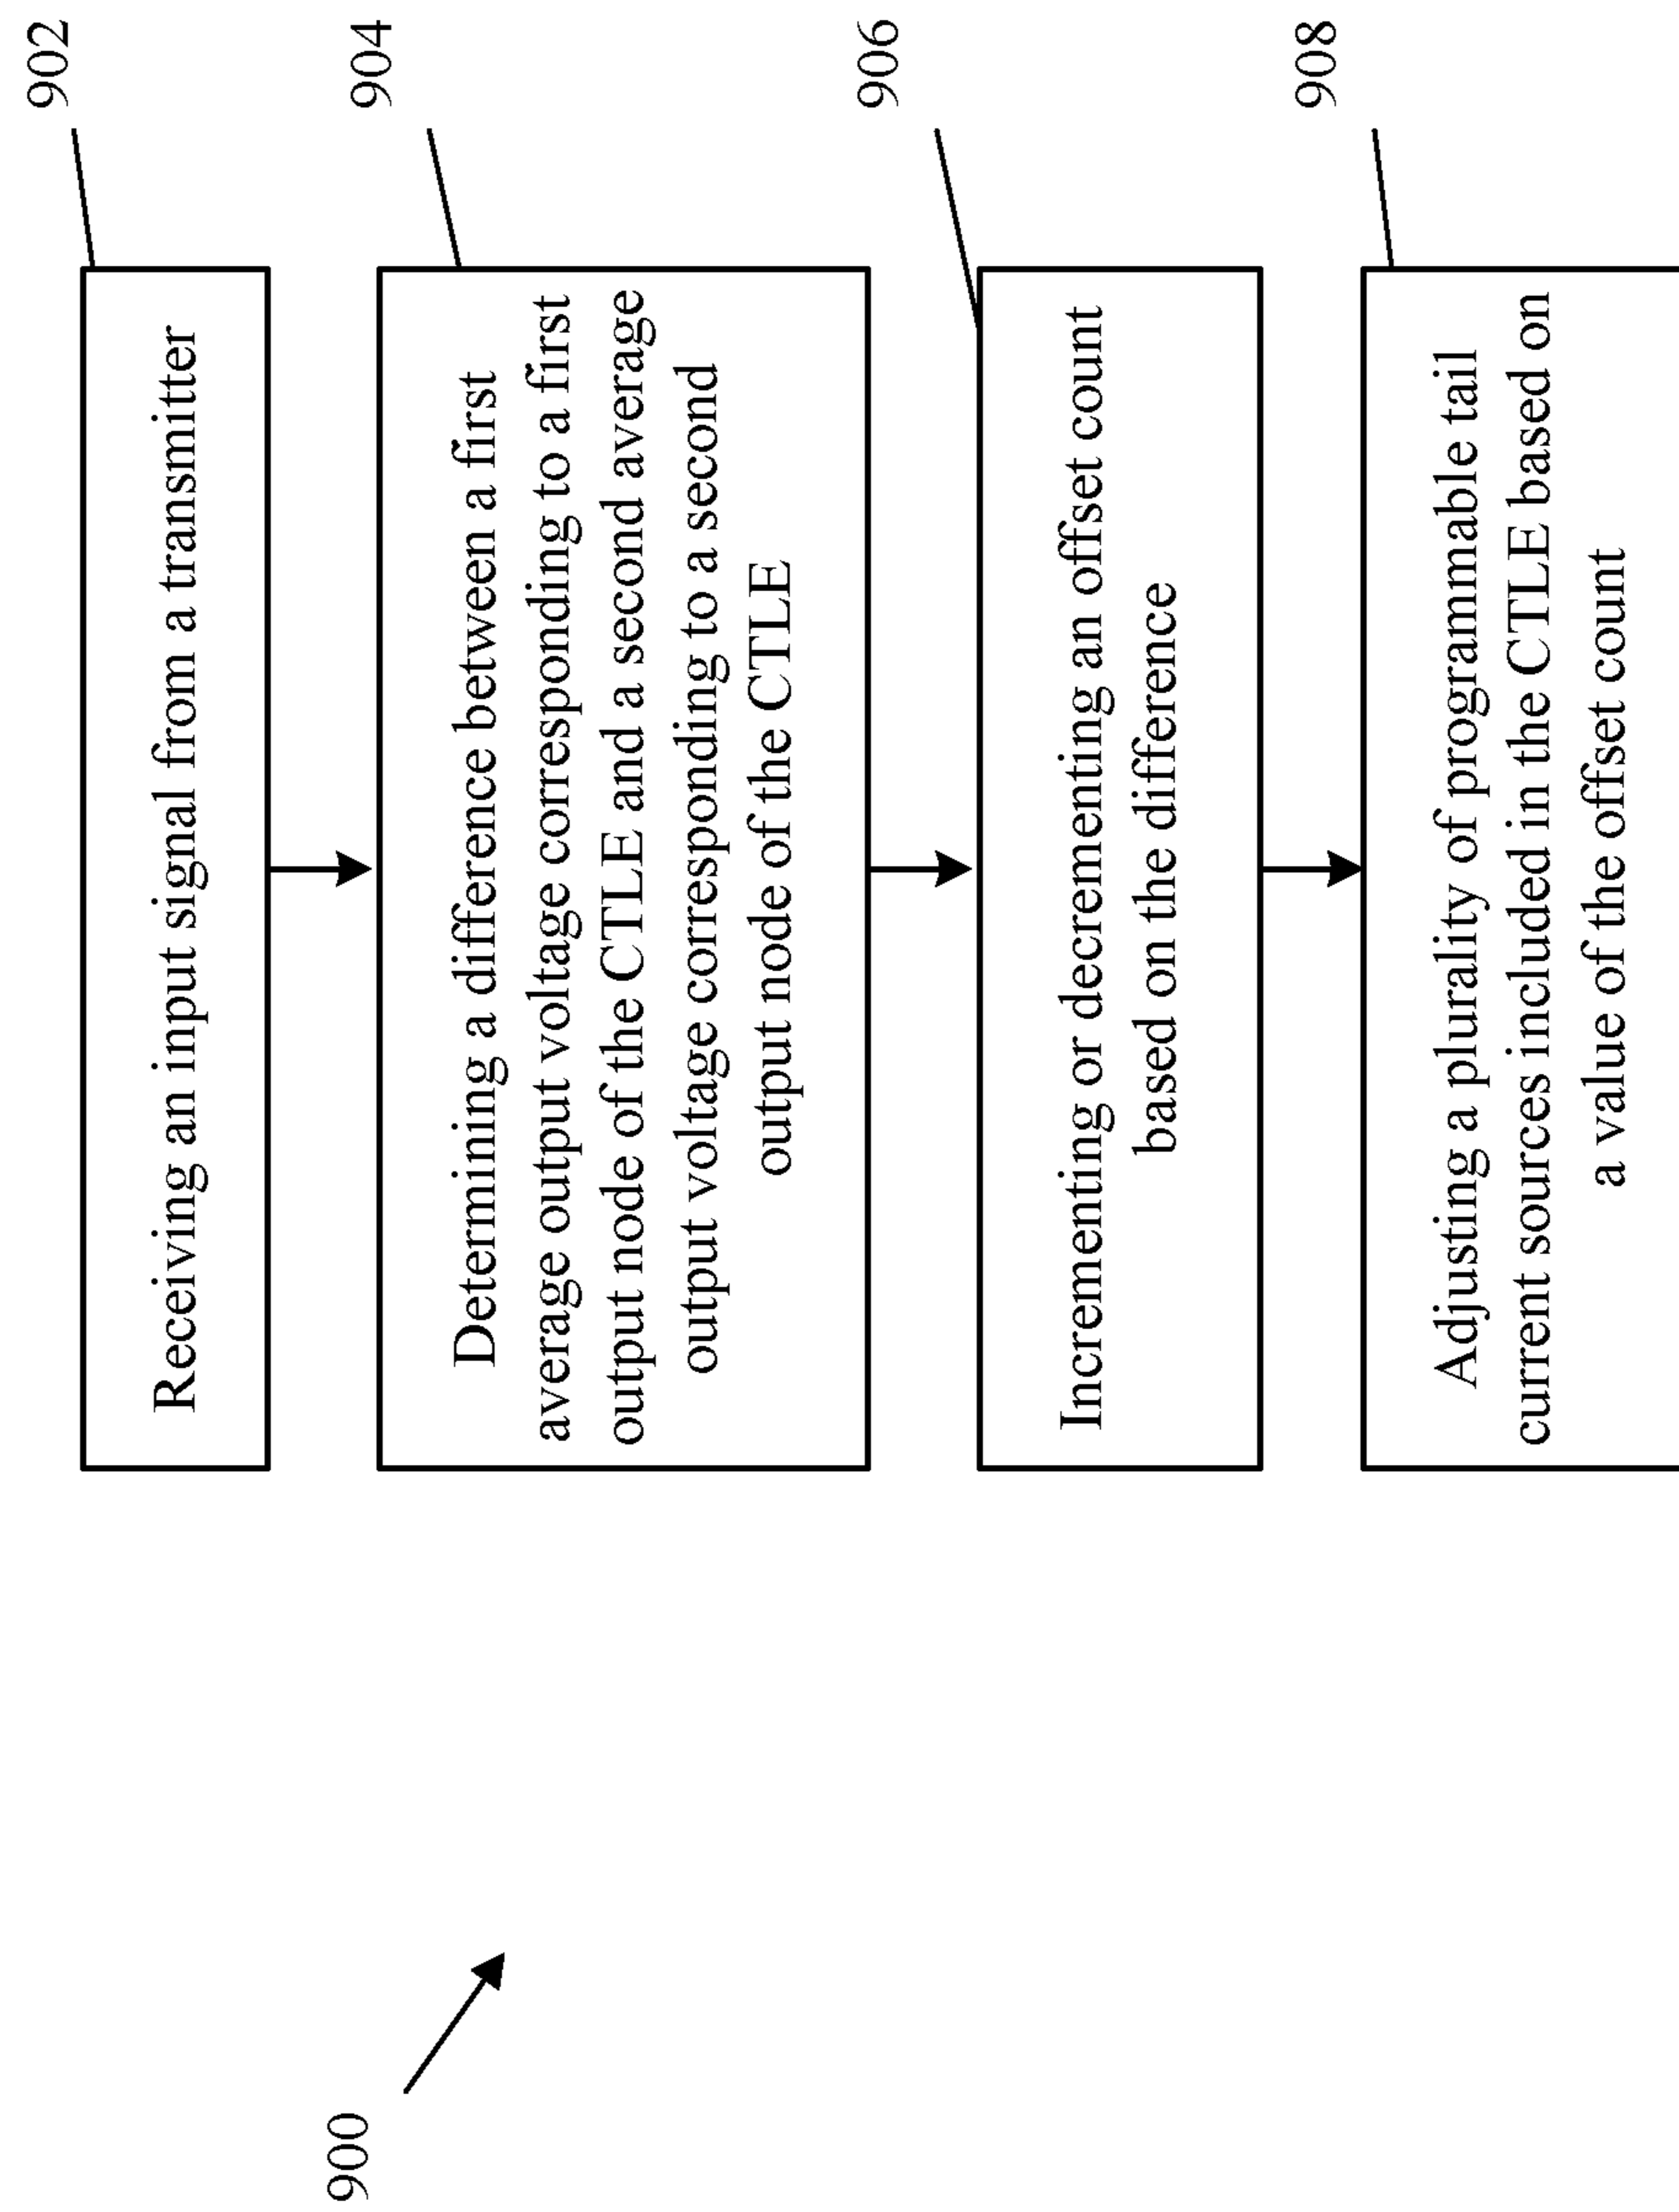 900
902
Receiving an input signal from a transmitter
904
Determining a difference between a first
average output voltage corresponding to a first
output node of the CTLE and a second average
output voltage corresponding to a second
output node of the CTLE
906
Incrementing or decrementing an offset count
based on the difference
908
Adjusting a plurality of programmable tail
current sources included in the CTLE based on
a value of the offset count